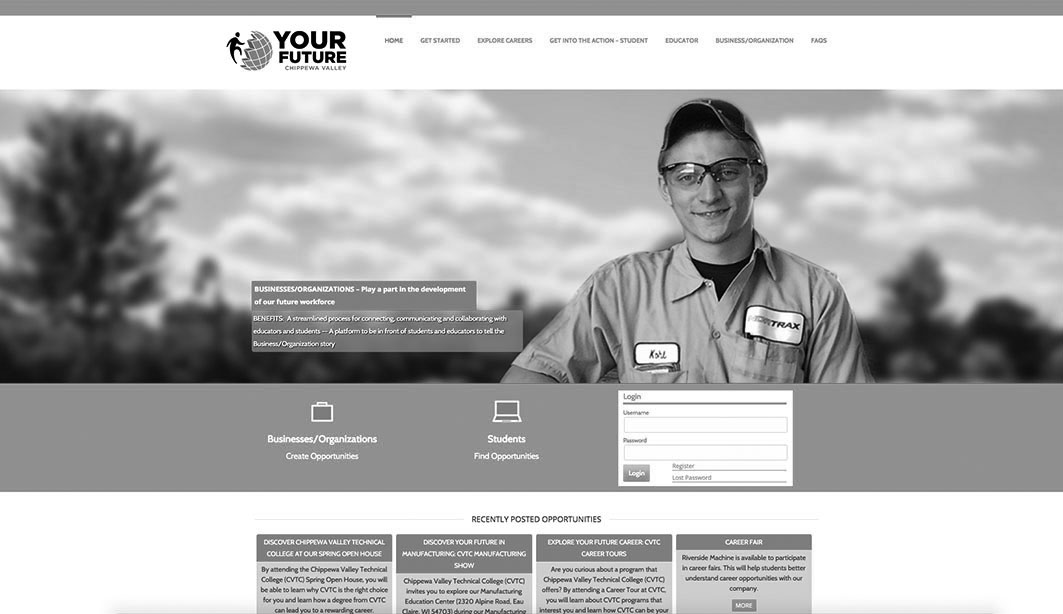 YOUR
FUTURE
CHIPPEWA VALLEY
HOME
GET STARTED
EXPLORE CAREERS
GET INTO THE ACTION – STUDENT
EDUCATOR
BUSINESS/ORGANIZATION
FAQS
BUSINESSES/ORGANIZATIONS – Play a part in the development
of our future workforce
BENEFITS: A streamlined process for connecting, communicating and collaborating with
educators and students -- A platform to be in front of students and educators to tell the
Business/Organization story
Karl
Businesses/Organizations
Create Opportunities
Students
Find Opportunities
Login
Username
Password
Login
Register
Lost Password
RECENTLY POSTED OPPORTUNITIES
DISCOVER CHIPPEWA VALLEY TECHNICAL
COLLEGE AT OUR SPRING OPEN HOUSE
By attending the Chippewa Valley Technical
College (CVTC) Spring Open House, you will
be able to learn why CVTC is the right choice
for you and learn how a degree from CVTC
can lead you to a rewarding career.
DISCOVER YOUR FUTURE IN
MANUFACTURING: CVTC MANUFACTURING
SHOW
Chippewa Valley Technical College (CVTC)
invites you to explore our Manufacturing
Education Center (2320 Alpine Road, Eau
Claire, WI 54703) during our Manufacturing
EXPLORE YOUR FUTURE CAREER: CVTC
CAREER TOURS
Are you curious about a program that
Chippewa Valley Technical College (CVTC)
offers? By attending a Career Tour at CVTC,
you will learn about CVTC programs that
interest you and learn how CVTC can be your
CAREER FAIR
Riverside Machine is available to participate
in career fairs. This will help students better
understand career opportunities with our
company.
MORE